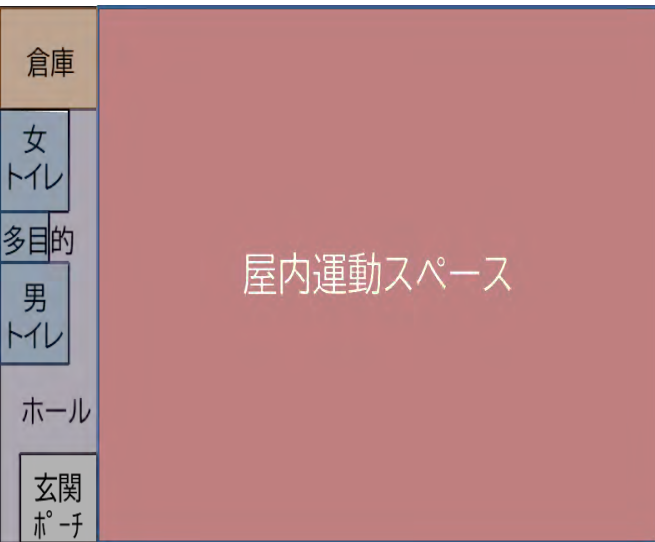 倉庫
女
トイレ
多目的
男
トイレ
ホール
玄関
ポーチ
屋内運動スペース